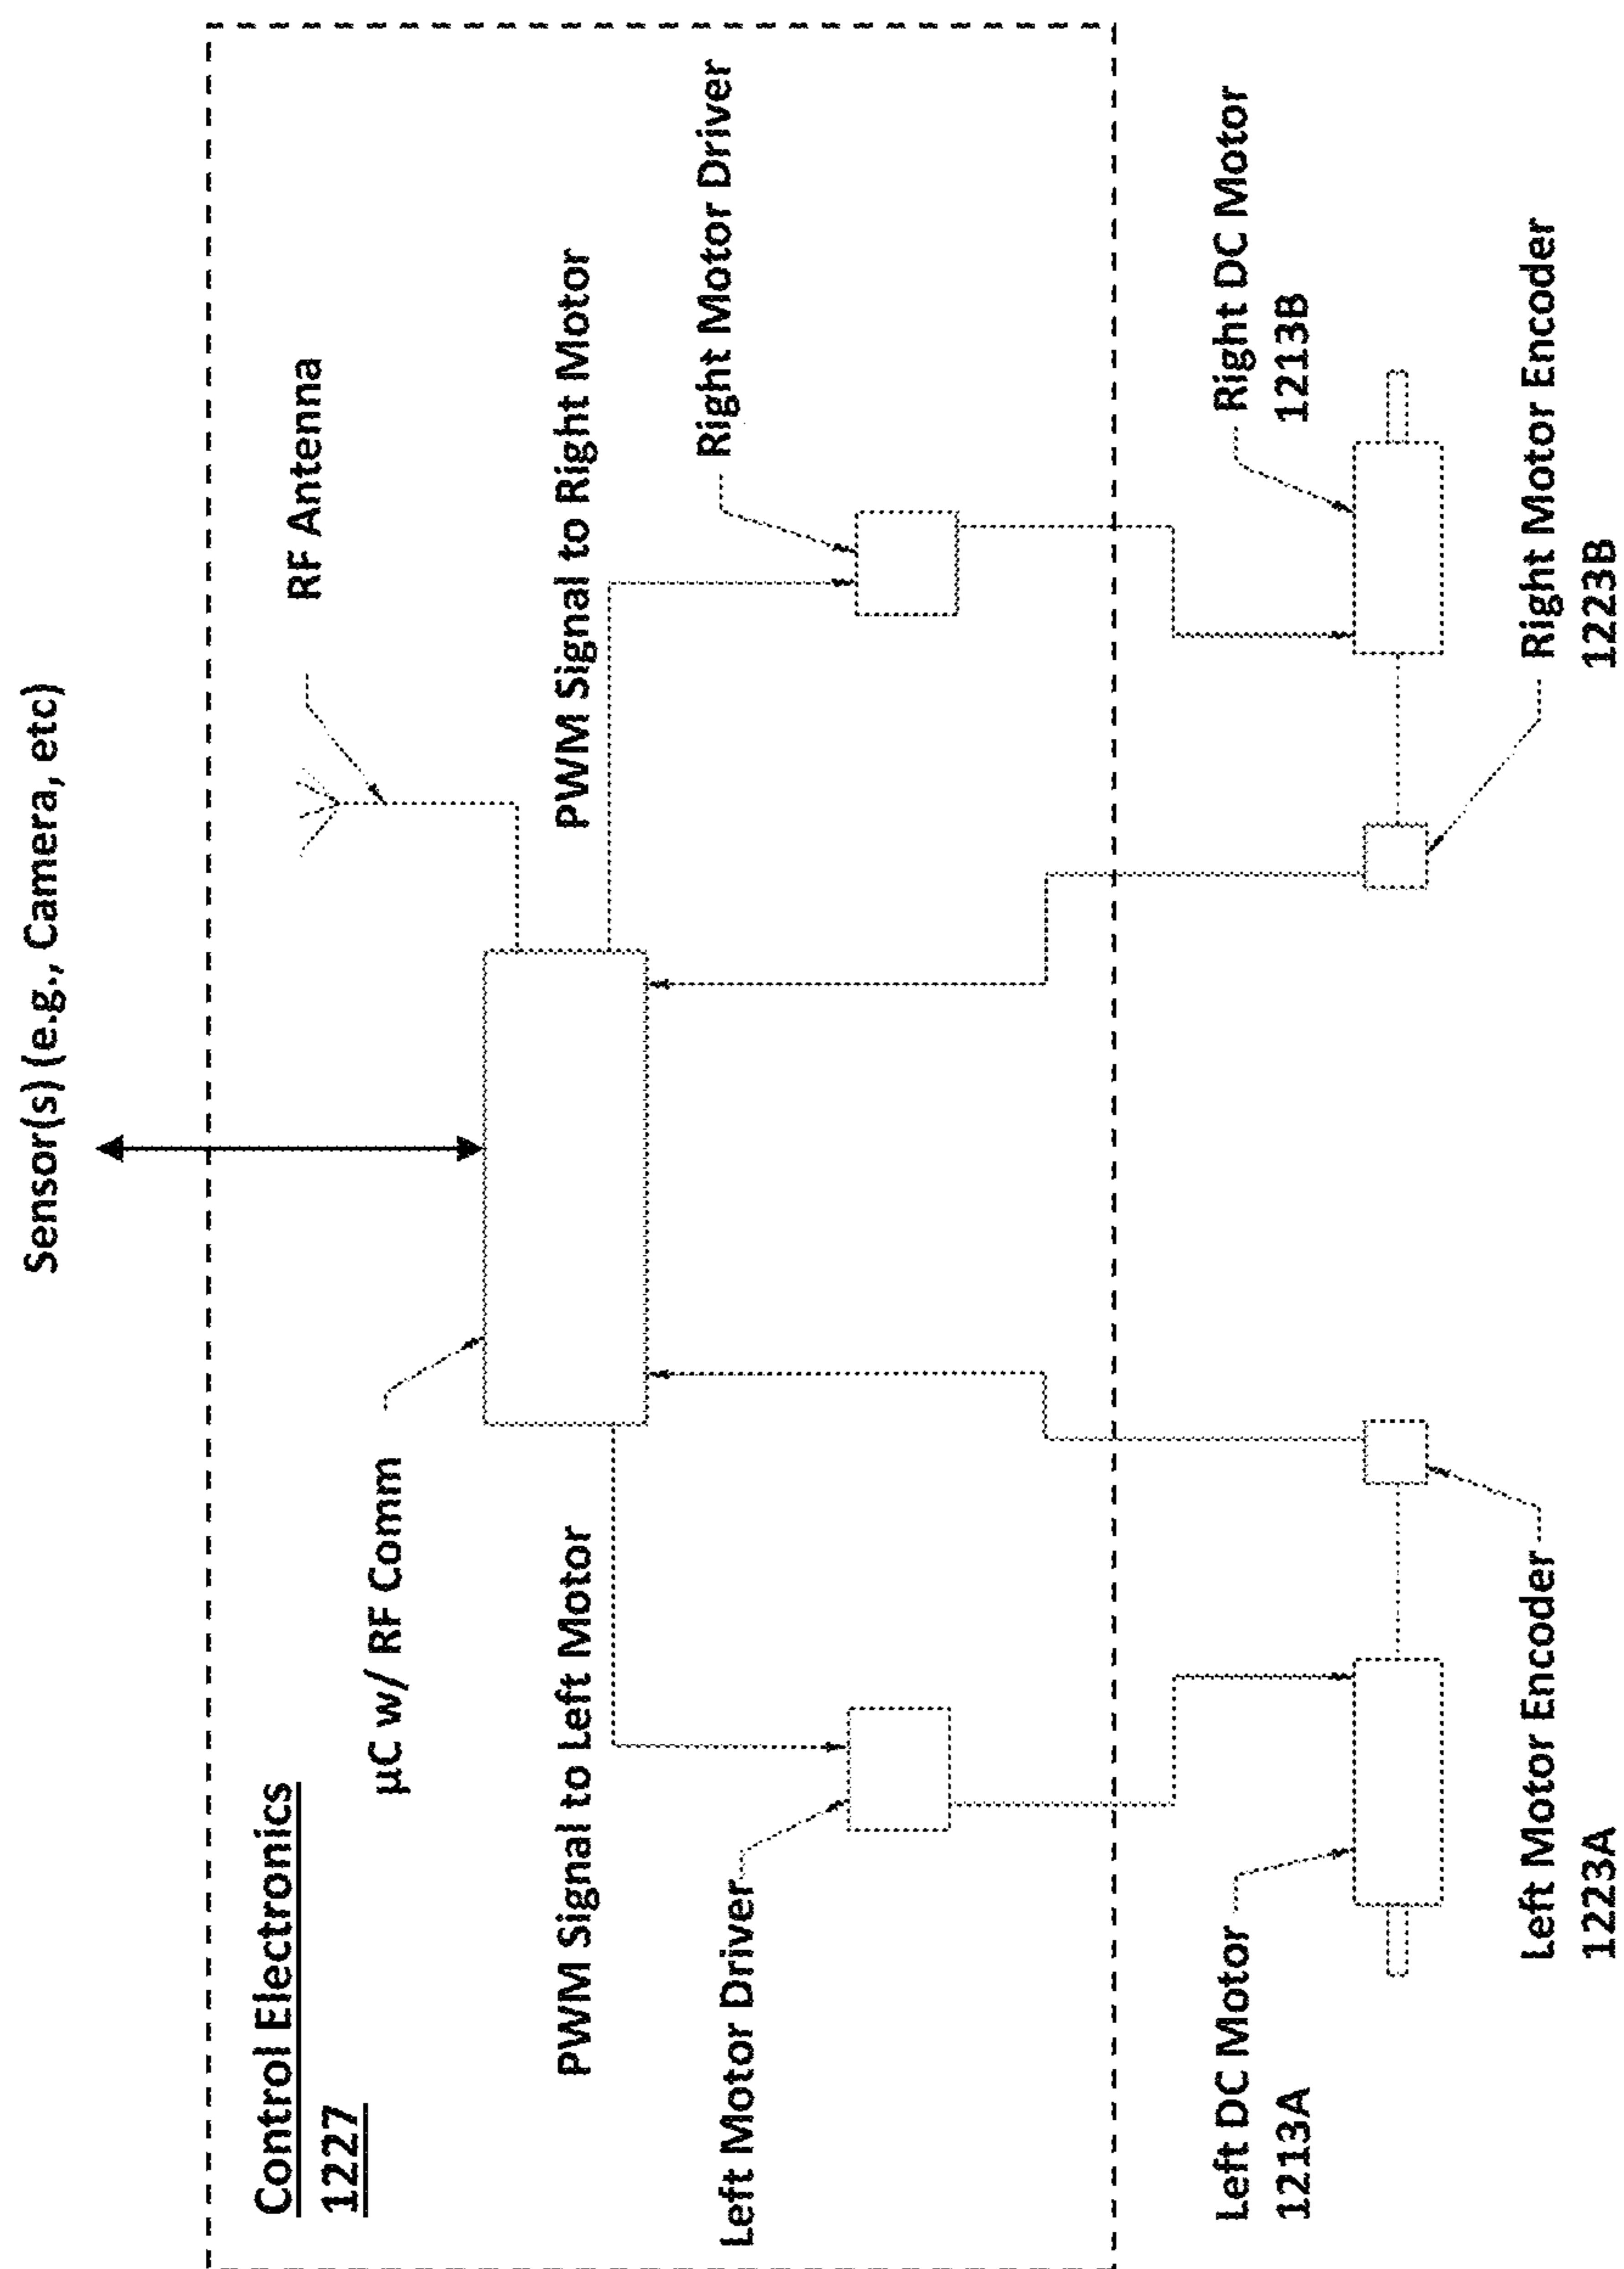 Sensor(s) (e.g., Camera, etc)
Control Electronics
1227
RF Antenna
µC w/ RF Comm
PWM Signal to Left Motor
PWM Signal to Right Motor
Left Motor Driver
Right Motor Driver
Left DC Motor
1213A
Right DC Motor
1213B
Left Motor Encoder
1223A
Right Motor Encoder
1223B